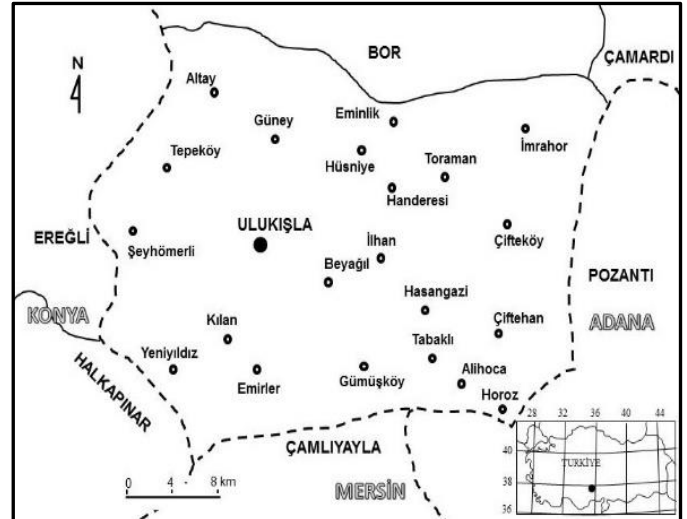 BOR
ÇAMARDI
N
Altay
Güney
Eminlik
İmrahor
Tepeköy
Hüsniye
Toraman
Handeresi
EREĞLİ
Şeyhömerli
ULUKIŞLA
İlhan
Çifteköy
Beyağıl
POZANTI
Hasangazi
KONYA
Kılan
Çiftehan
ADANA
Yeniyıldız
Tabaklı
HALKAPINAR
Emirler
Gümüşköy
Alihoca
Horoz
ÇAMLIYAYLA
MERSİN
0 4 8 km
28 32 36 40 44
40
TURKİYE
38
36